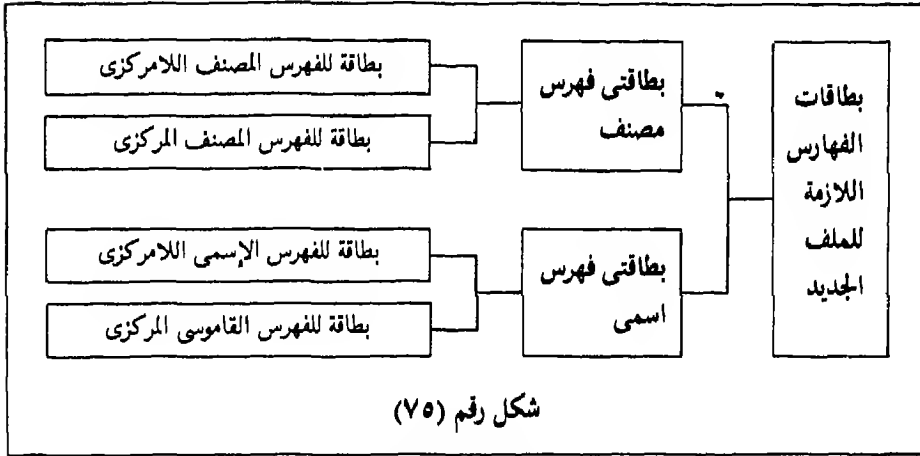 بطاقات
الفهارس
اللازمة
للملف
الجديد
بطاقتى فهرس
مصنف
بطاقة للفهرس المصنف اللامركزى
بطاقة للفهرس المصنف المركزى
بطاقتى فهرس
اسمى
بطاقة للفهرس الإسمى اللامركزى
بطاقة للفهرس القاموسى المركزى
شكل رقم (٧٥)